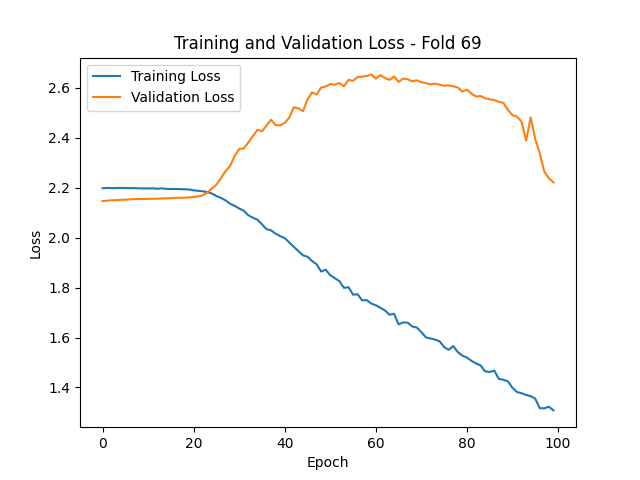 Training and Validation Loss - Fold 69
Training Loss
Validation Loss
Loss
2.6
2.4
2.2
2.0
1.8
1.6
1.4
0 20 40 60 80 100
Epoch